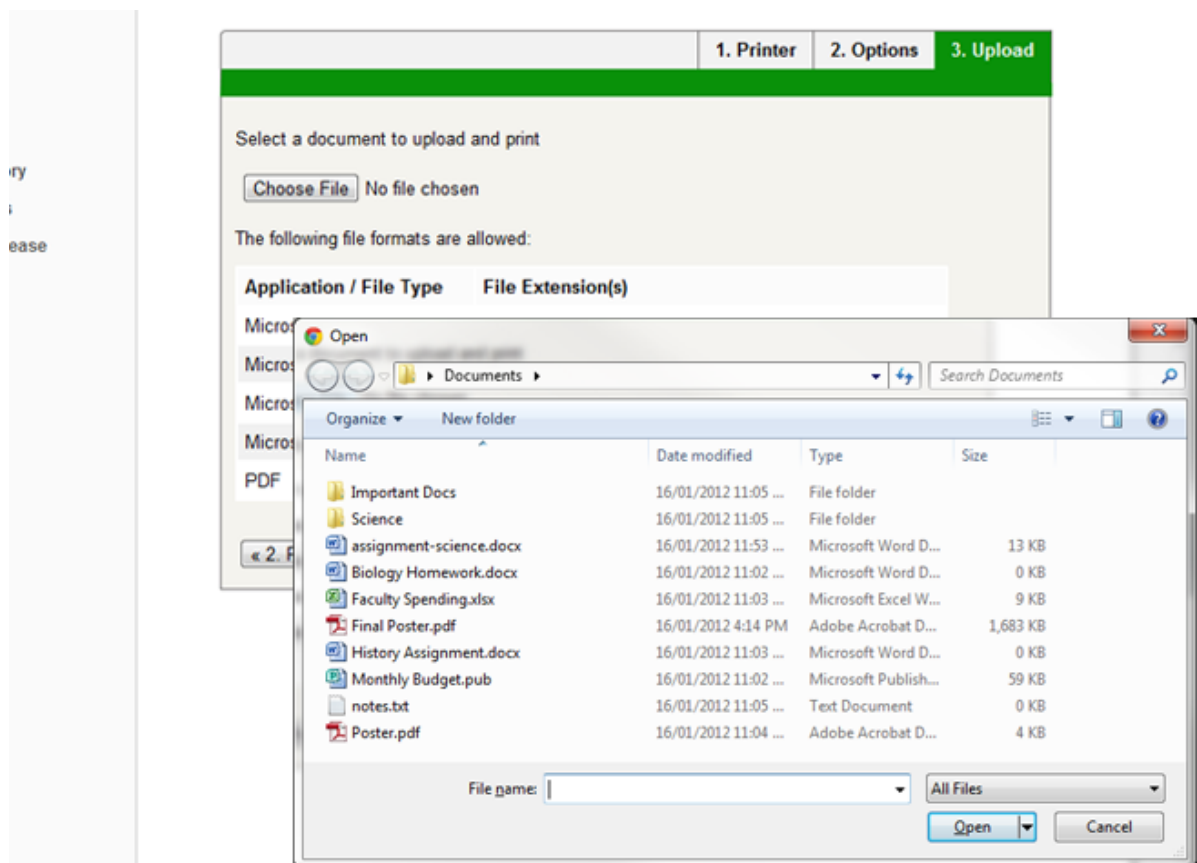 1. Printer 2. Options 3. Upload
Select a document to upload and print
Choose File No file chosen
ory
s
ease
The following file formats are allowed:
Application / File Type File Extension(s)
Micros
Micros
Micros
Micros
PDF
« 2. P
Open
Documents
Search Documents
Organize New folder
Name Date modified Type Size
Important Docs 16/01/2012 11:05 ... File folder
Science 16/01/2012 11:05 ... File folder
assignment-science.docx 16/01/2012 11:53 ... Microsoft Word D... 13 KB
Biology Homework.docx 16/01/2012 11:02 ... Microsoft Word D... 0 KB
Faculty Spending.xlsx 16/01/2012 11:03 ... Microsoft Excel W... 9 KB
Final Poster.pdf 16/01/2012 4:14 PM Adobe Acrobat D... 1,683 KB
History Assignment.docx 16/01/2012 11:03 ... Microsoft Word D... 0 KB
Monthly Budget.pub 16/01/2012 11:02 ... Microsoft Publish... 59 KB
notes.txt 16/01/2012 11:05 ... Text Document 0 KB
Poster.pdf 16/01/2012 11:04 ... Adobe Acrobat D... 4 KB
File name: All Files
Open Cancel